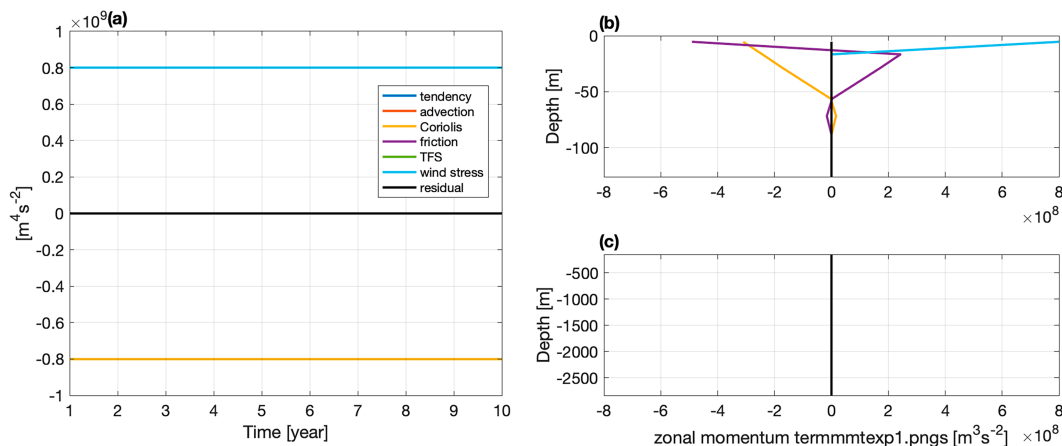 ×10⁹
(a)
1
0.8
0.6
0.4
0.2
0
-0.2
-0.4
-0.6
-0.8
-1
[m⁴s⁻²]
1 2 3 4 5 6 7 8 9 10
Time [year]
tendency
advection
Coriolis
friction
TFS
wind stress
residual
(b)
0
-50
-100
Depth [m]
-8 -6 -4 -2 0 2 4 6 8
×10⁸
(c)
-500
-1000
-1500
-2000
-2500
Depth [m]
-8 -6 -4 -2 0 2 4 6 8
zonal momentum termmmtexp1.pngs [m³s⁻²] ×10⁸